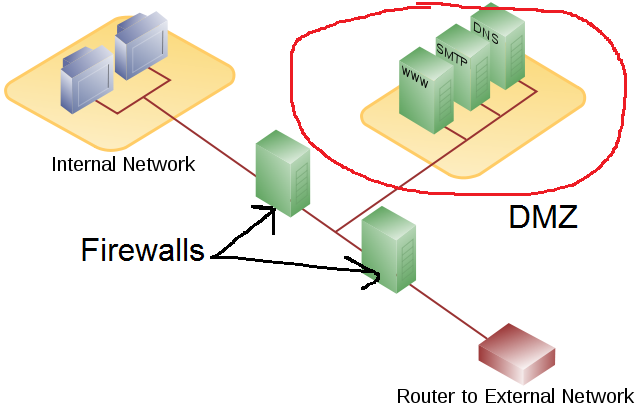 DNS
SMTP
WWW
Internal Network
DMZ
Firewalls
Router to External Network